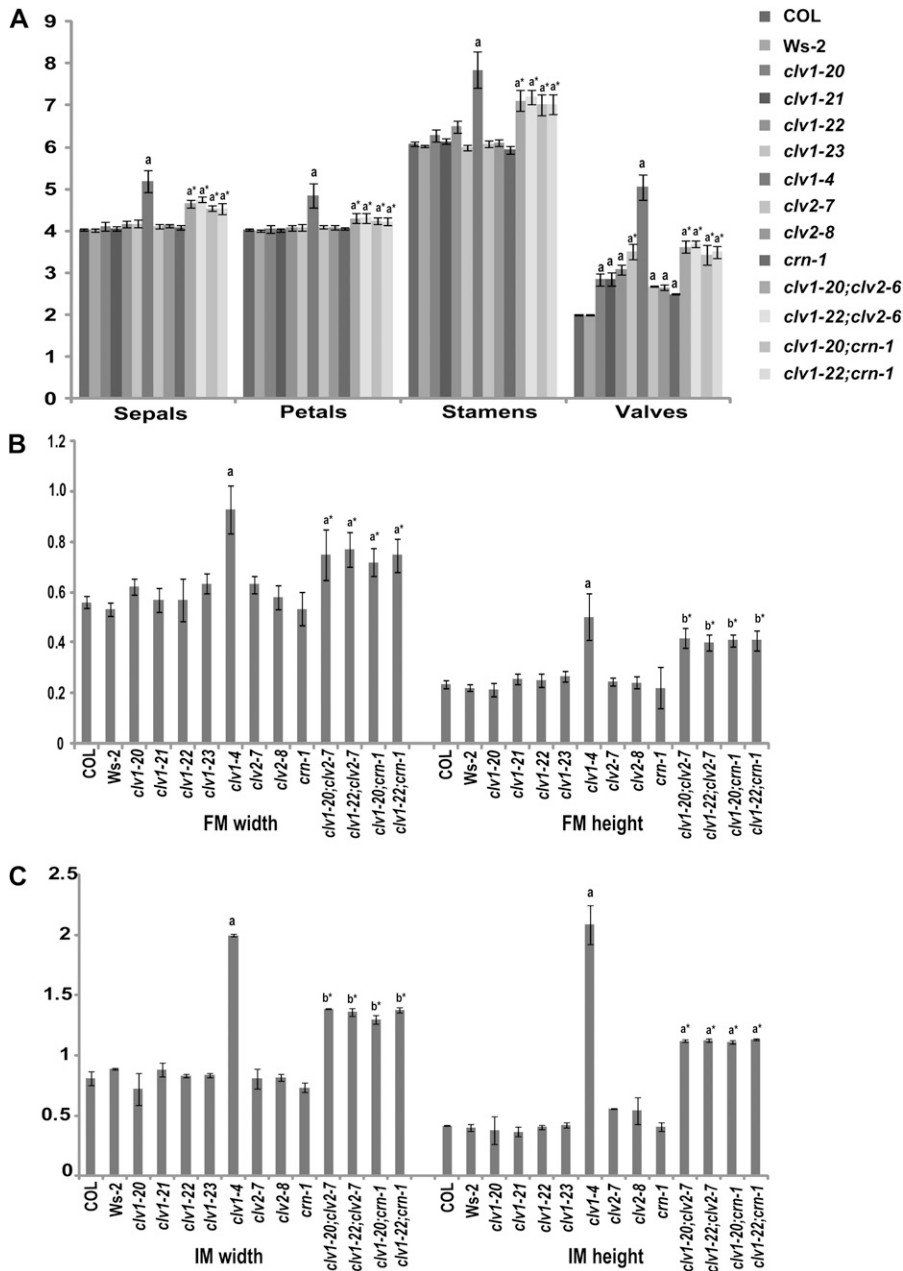 A
9
8
7
6
5
4
3
2
1
0
a
a* a* a* a*
a
a* a* a* a*
a
a* a* a* a*
a a a a* a a a a a* a* a* a*
Sepals Petals Stamens Valves
COL
Ws-2
clv1-20
clv1-21
clv1-22
clv1-23
clv1-4
clv2-7
clv2-8
crn-1
clv1-20;clv2-6
clv1-22;clv2-6
clv1-20;crn-1
clv1-22;crn-1
B
1.2
1.0
0.8
0.6
0.4
0.2
0
a a* a* a* a*
a b* b* b* b*
COL Ws-2 clv1-20 clv1-21 clv1-22 clv1-23 clv1-4 clv2-7 clv2-8 crn-1 clv1-20;clv2-7 clv1-22;clv2-7 clv1-20;crn-1 clv1-22;crn-1
COL Ws-2 clv1-20 clv1-21 clv1-22 clv1-23 clv1-4 clv2-7 clv2-8 crn-1 clv1-20;clv2-7 clv1-22;clv2-7 clv1-20;crn-1 clv1-22;crn-1
FM width FM height
C
2.5
2
1.5
1
0.5
0
a b* b* b* b*
a a* a* a* a*
COL Ws-2 clv1-20 clv1-21 clv1-22 clv1-23 clv1-4 clv2-7 clv2-8 crn-1 clv1-20;clv2-7 clv1-22;clv2-7 clv1-20;crn-1 clv1-22;crn-1
COL Ws-2 clv1-20 clv1-21 clv1-22 clv1-23 clv1-4 clv2-7 clv2-8 crn-1 clv1-20;clv2-7 clv1-22;clv2-7 clv1-20;crn-1 clv1-22;crn-1
IM width IM height